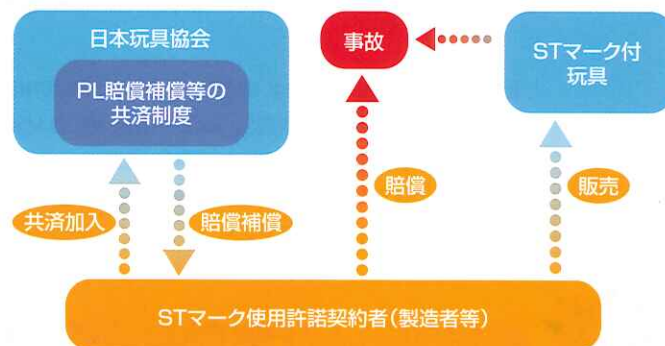 日本玩具協会
PL賠償補償等の
共済制度
事故
STマーク付
玩具
共済加入
賠償補償
賠償
販売
STマーク使用許諾契約者(製造者等)